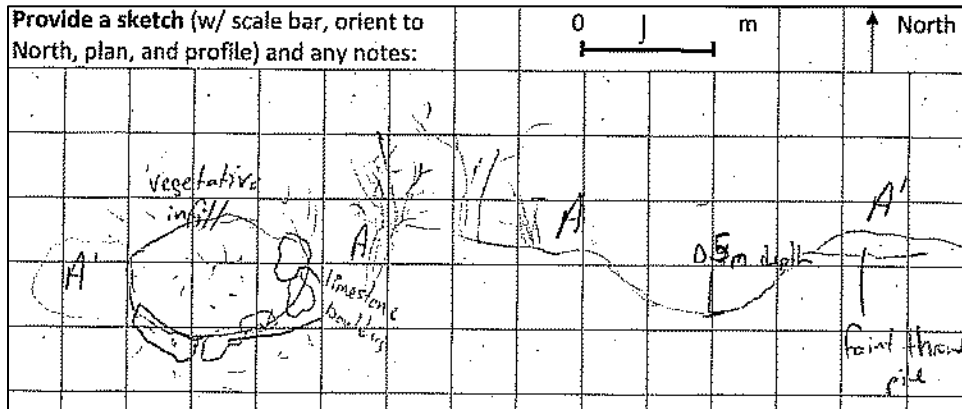 Provide a sketch (w/ scale bar, orient to
North, plan, and profile) and any notes:
0 J m
North
vegetative
infill
A'
A
limestone
A
0.5m depth
A'
faint throw
pile